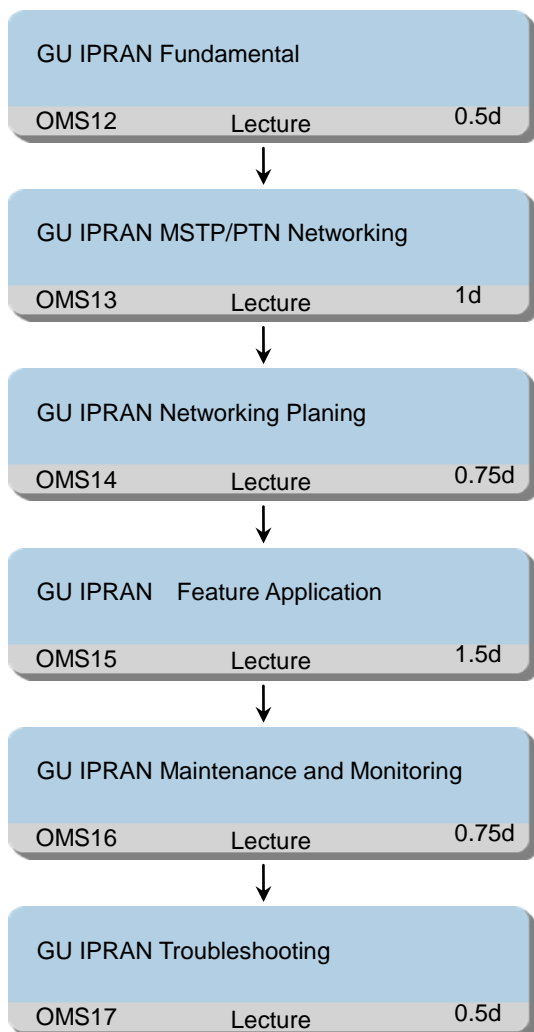 GU IPRAN Fundamental
OMS12 Lecture 0.5d
GU IPRAN MSTP/PTN Networking
OMS13 Lecture 1d
GU IPRAN Networking Planing
OMS14 Lecture 0.75d
GU IPRAN Feature Application
OMS15 Lecture 1.5d
GU IPRAN Maintenance and Monitoring
OMS16 Lecture 0.75d
GU IPRAN Troubleshooting
OMS17 Lecture 0.5d